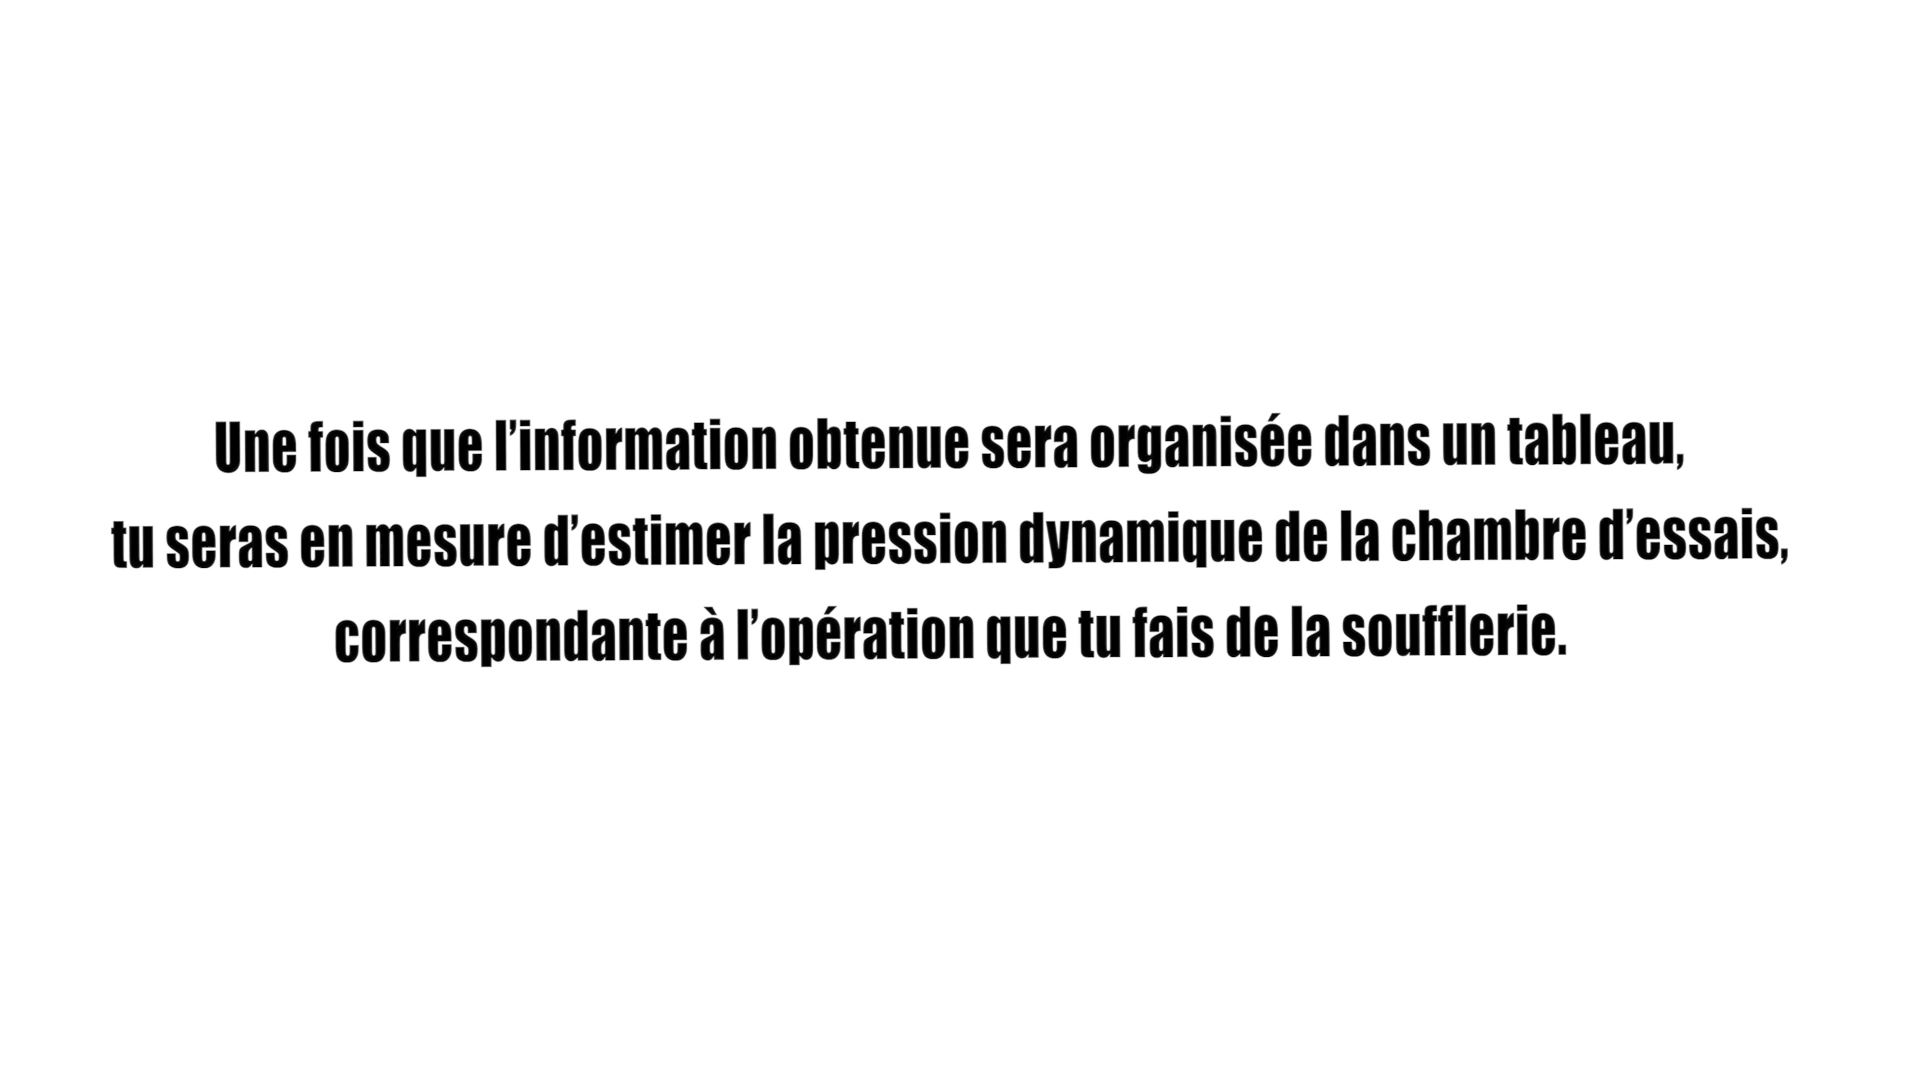 Une fois que l’information obtenue sera organisée dans un tableau,
tu seras en mesure d’estimer la pression dynamique de la chambre d’essais,
correspondante à l’opération que tu fais de la soufflerie.